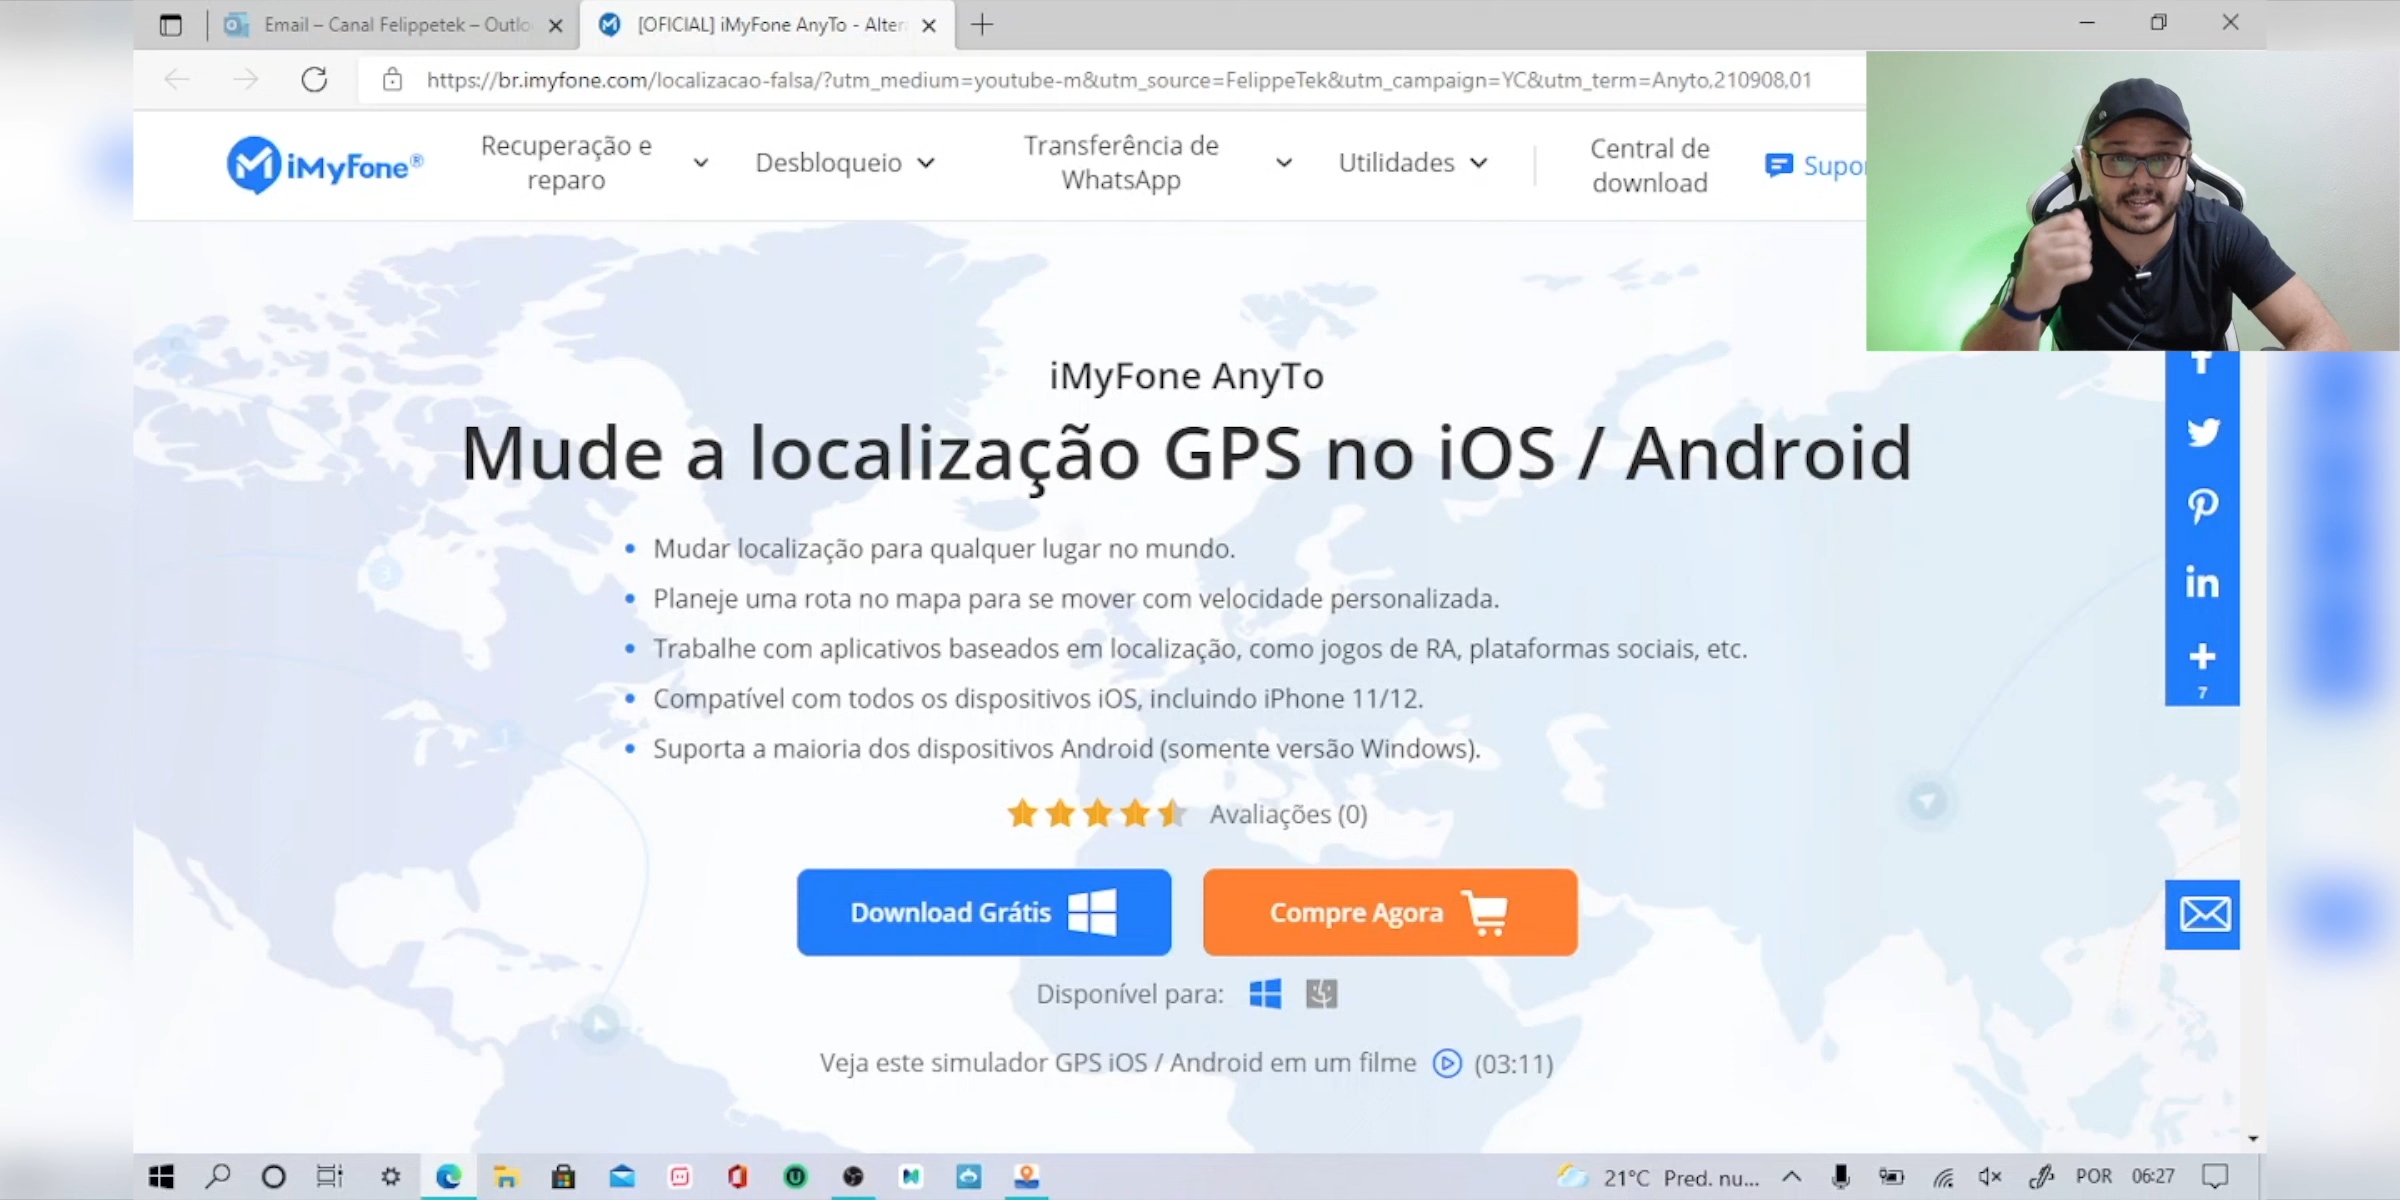 Email – Canal Felippetek – Outlo
[OFICIAL] iMyFone AnyTo - Alter
https://br.imyfone.com/localizacao-falsa/?utm_medium=youtube-m&utm_source=FelippeTek&utm_campaign=YC&utm_term=Anyto,210908,01
iMyFone®
Recuperação e
reparo
Desbloqueio
Transferência de
WhatsApp
Utilidades
Central de
download
Supor
iMyFone AnyTo
Mude a localização GPS no iOS / Android
Mudar localização para qualquer lugar no mundo.
Planeje uma rota no mapa para se mover com velocidade personalizada.
Trabalhe com aplicativos baseados em localização, como jogos de RA, plataformas sociais, etc.
Compatível com todos os dispositivos iOS, incluindo iPhone 11/12.
Suporta a maioria dos dispositivos Android (somente versão Windows).
Avaliações (0)
Download Grátis
Compre Agora
Disponível para:
Veja este simulador GPS iOS / Android em um filme (03:11)
in
7
3
1
21°C Pred. nu...
POR
06:27